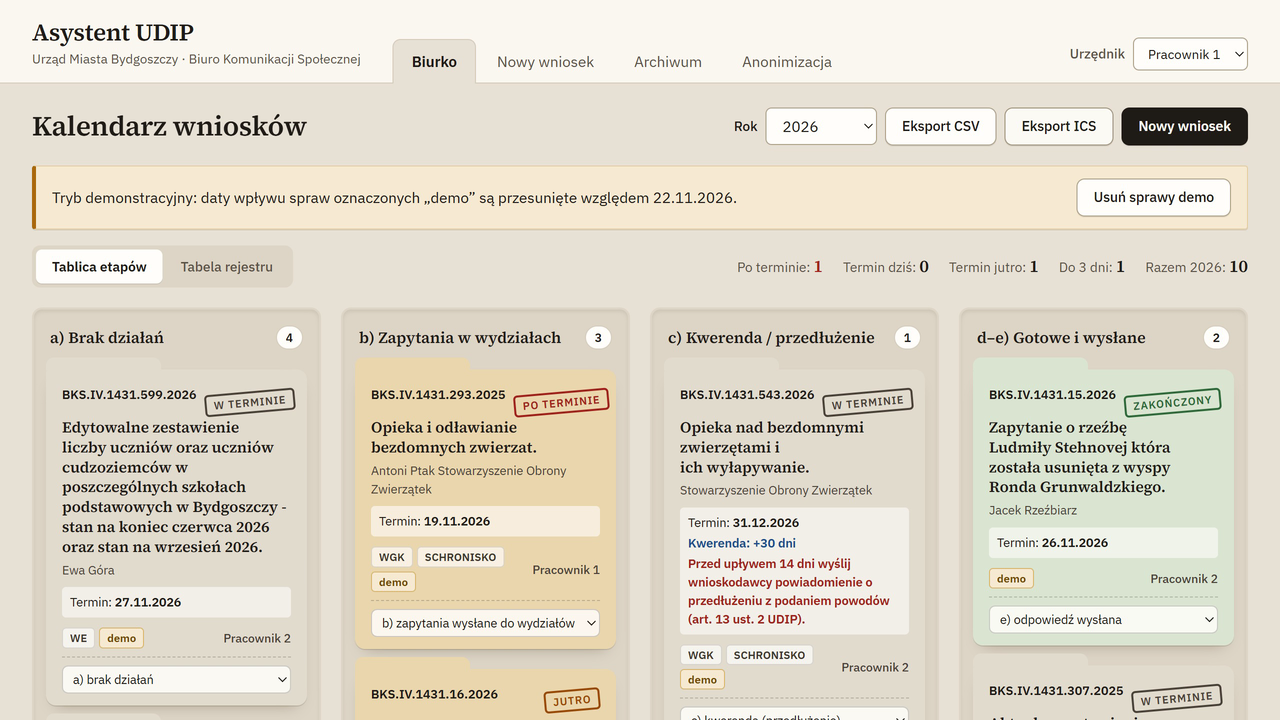 Asystent UDIP
Urząd Miasta Bydgoszczy · Biuro Komunikacji Społecznej
Biurko
Nowy wniosek
Archiwum
Anonimizacja
Urzędnik
Pracownik 1
Kalendarz wniosków
Rok
2026
Eksport CSV
Eksport ICS
Nowy wniosek
Tryb demonstracyjny: daty wpływu spraw oznaczonych „demo” są przesunięte względem 22.11.2026.
Usuń sprawy demo
Tablica etapów
Tabela rejestru
Po terminie: 1
Termin dziś: 0
Termin jutro: 1
Do 3 dni: 1
Razem 2026: 10
a) Brak działań
4
BKS.IV.1431.599.2026
W TERMINIE
Edytowalne zestawienie
liczby uczniów oraz uczniów
cudzoziemców w
poszczególnych szkołach
podstawowych w Bydgoszczy -
stan na koniec czerwca 2026
oraz stan na wrzesień 2026.
Ewa Góra
Termin: 27.11.2026
WE
demo
Pracownik 2
a) brak działań
b) Zapytania w wydziałach
3
BKS.IV.1431.293.2025
PO TERMINIE
Opieka i odławianie
bezdomnych zwierzat.
Antoni Ptak Stowarzyszenie Obrony
Zwierzątek
Termin: 19.11.2026
WGK
SCHRONISKO
demo
Pracownik 1
b) zapytania wysłane do wydziałów
BKS.IV.1431.16.2026
JUTRO
c) Kwerenda / przedłużenie
1
BKS.IV.1431.543.2026
W TERMINIE
Opieka nad bezdomnymi
zwierzętami i
ich wyłapywanie.
Stowarzyszenie Obrony Zwierzątek
Termin: 31.12.2026
Kwerenda: +30 dni
Przed upływem 14 dni wyślij
wnioskodawcy powiadomienie o
przedłużeniu z podaniem powodów
(art. 13 ust. 2 UDIP).
WGK
SCHRONISKO
demo
Pracownik 2
c) kwerenda (przedłużenie)
d–e) Gotowe i wysłane
2
BKS.IV.1431.15.2026
ZAKOŃCZONY
Zapytanie o rzeźbę
Ludmiły Stehnovej która
została usunięta z wyspy
Ronda Grunwaldzkiego.
Jacek Rzeźbiarz
Termin: 26.11.2026
demo
Pracownik 2
e) odpowiedź wysłana
BKS.IV.1431.307.2025
W TERMINIE